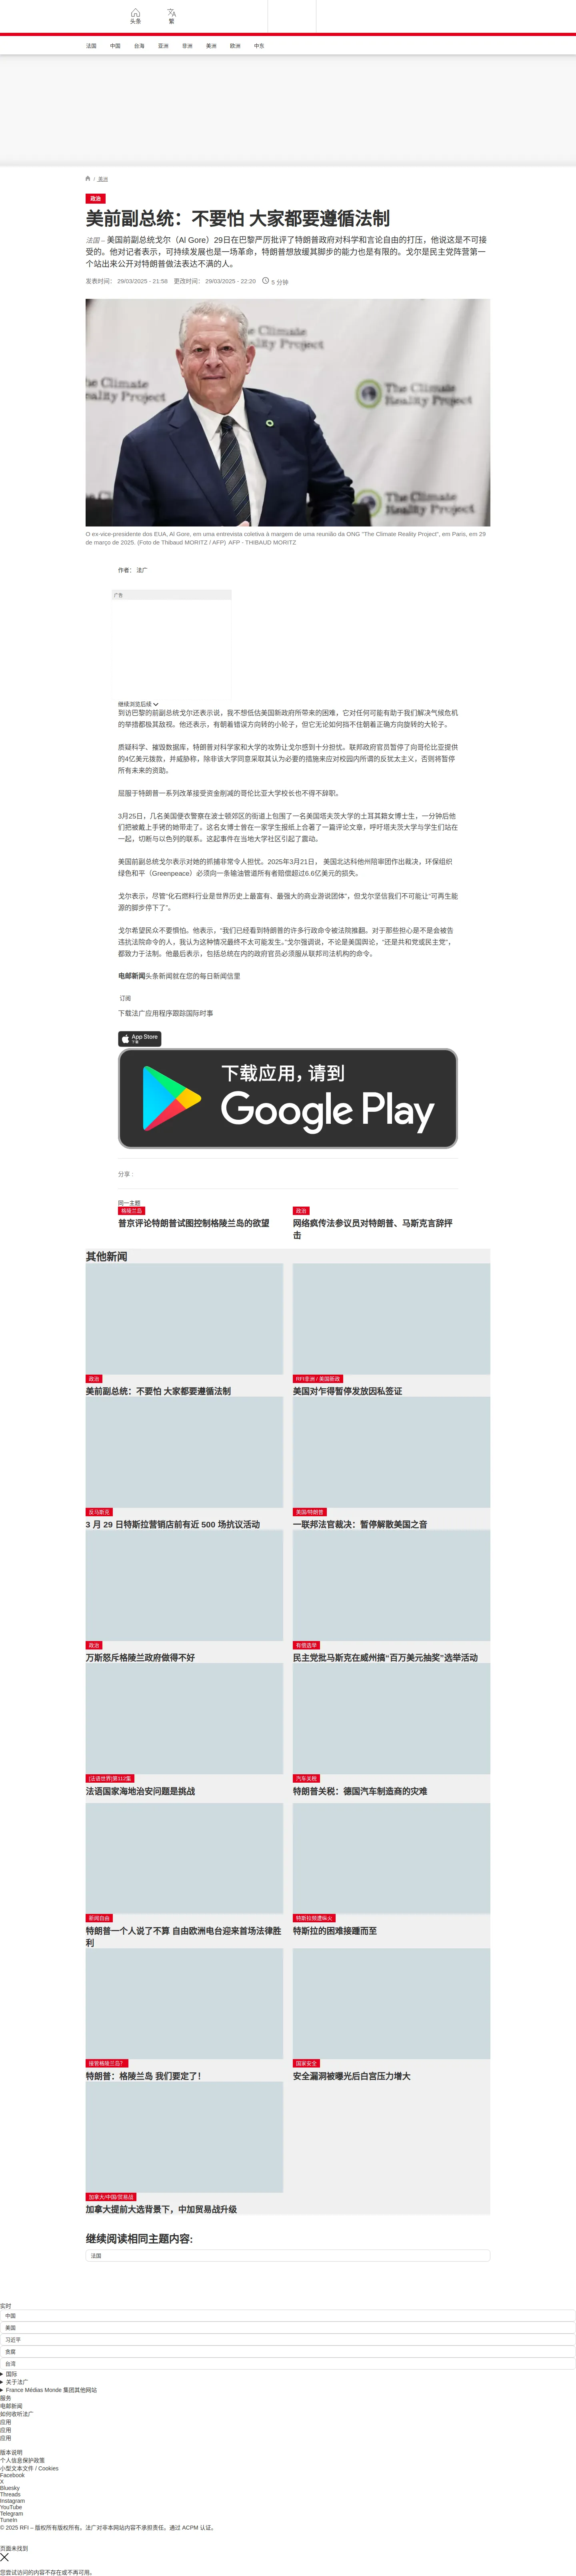 头条
繁
法国
中国
台海
亚洲
非洲
美洲
欧洲
中东
/ 美洲
政治
美前副总统：不要怕 大家都要遵循法制
法国 – 美国前副总统戈尔（Al Gore）29日在巴黎严厉批评了特朗普政府对科学和言论自由的打压，他说这是不可接
受的。他对记者表示，可持续发展也是一场革命，特朗普想放缓其脚步的能力也是有限的。戈尔是民主党阵营第一
个站出来公开对特朗普做法表达不满的人。
发表时间： 29/03/2025 - 21:58 更改时间： 29/03/2025 - 22:20 5 分钟
The Climate
Reality Project
O ex-vice-presidente dos EUA, Al Gore, em uma entrevista coletiva à margem de uma reunião da ONG "The Climate Reality Project", em Paris, em 29
de março de 2025. (Foto de Thibaud MORITZ / AFP) AFP - THIBAUD MORITZ
作者： 法广
广告
继续浏览后续
到访巴黎的前副总统戈尔还表示说，我不想低估美国新政府所带来的困难，它对任何可能有助于我们解决气候危机
的举措都极其敌视。他还表示，有朝着错误方向转的小轮子，但它无论如何挡不住朝着正确方向旋转的大轮子。
质疑科学、摧毁数据库，特朗普对科学家和大学的攻势让戈尔感到十分担忧。联邦政府官员暂停了向哥伦比亚提供
的4亿美元拨款，并威胁称，除非该大学同意采取其认为必要的措施来应对校园内所谓的反犹太主义，否则将暂停
所有未来的资助。
屈服于特朗普一系列改革接受资金削减的哥伦比亚大学校长也不得不辞职。
3月25日，几名美国便衣警察在波士顿郊区的街道上包围了一名美国塔夫茨大学的土耳其籍女博士生，一分钟后他
们把被戴上手铐的她带走了。这名女博士曾在一家学生报纸上合著了一篇评论文章，呼吁塔夫茨大学与学生们站在
一起，切断与以色列的联系。这起事件在当地大学社区引起了震动。
美国前副总统戈尔表示对她的抓捕非常令人担忧。2025年3月21日， 美国北达科他州陪审团作出裁决，环保组织
绿色和平（Greenpeace）必须向一条输油管道所有者赔偿超过6.6亿美元的损失。
戈尔表示，尽管“化石燃料行业是世界历史上最富有、最强大的商业游说团体”，但戈尔坚信我们不可能让“可再生能
源的脚步停下了”。
戈尔希望民众不要惧怕。他表示，“我们已经看到特朗普的许多行政命令被法院推翻。对于那些担心是不是会被告
违抗法院命令的人，我认为这种情况最终不太可能发生。”戈尔强调说，不论是美国舆论，”还是共和党或民主党“，
都致力于法制。他最后表示，包括总统在内的政府官员必须服从联邦司法机构的命令。
电邮新闻头条新闻就在您的每日新闻信里
订阅
下载法广应用程序跟踪国际时事
App Store
下载
下载应用，请到
Google Play
分享 :
同一主题
格陵兰岛
普京评论特朗普试图控制格陵兰岛的欲望
政治
网络疯传法参议员对特朗普、马斯克言辞抨
击
其他新闻
政治
美前副总统：不要怕 大家都要遵循法制
RFI非洲 / 美国新政
美国对乍得暂停发放因私签证
反马斯克
3 月 29 日特斯拉营销店前有近 500 场抗议活动
美国/特朗普
一联邦法官裁决：暂停解散美国之音
政治
万斯怒斥格陵兰政府做得不好
有偿选举
民主党批马斯克在威州搞“百万美元抽奖”选举活动
[法语世界]第112集
法语国家海地治安问题是挑战
汽车关税
特朗普关税：德国汽车制造商的灾难
新闻自由
特朗普一个人说了不算 自由欧洲电台迎来首场法律胜
利
特斯拉频遭纵火
特斯拉的困难接踵而至
接管格陵兰岛？
特朗普：格陵兰岛 我们要定了！
国家安全
安全漏洞被曝光后白宫压力增大
加拿大/中国/贸易战
加拿大提前大选背景下，中加贸易战升级
继续阅读相同主题内容:
法国
实时
中国
美国
习近平
贪腐
台湾
国际
关于法广
France Médias Monde 集团其他网站
服务
电邮新闻
如何收听法广
应用
应用
应用
版本说明
个人信息保护政策
小型文本文件 / Cookies
Facebook
X
Bluesky
Threads
Instagram
YouTube
Telegram
TuneIn
© 2025 RFI – 版权所有版权所有。法广对非本网站内容不承担责任。通过 ACPM 认证。
页面未找到
您尝试访问的内容不存在或不再可用。